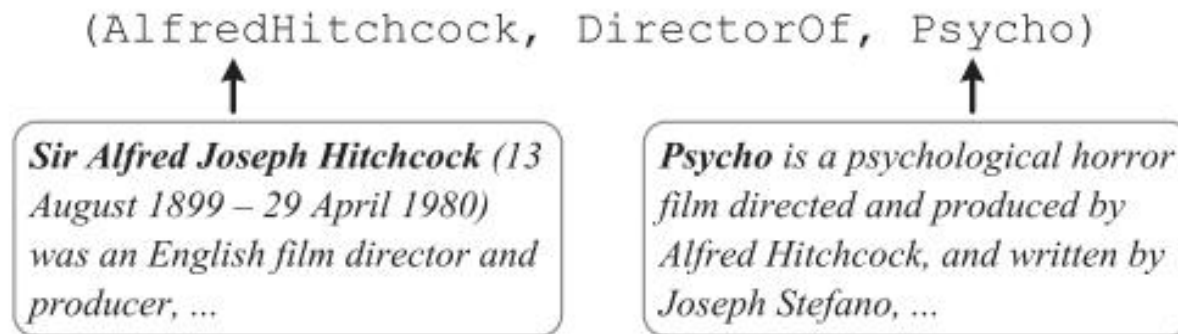 (AlfredHitchcock, DirectorOf, Psycho)
Sir Alfred Joseph Hitchcock (13
August 1899 – 29 April 1980)
was an English film director and
producer, ...
Psycho is a psychological horror
film directed and produced by
Alfred Hitchcock, and written by
Joseph Stefano, ...